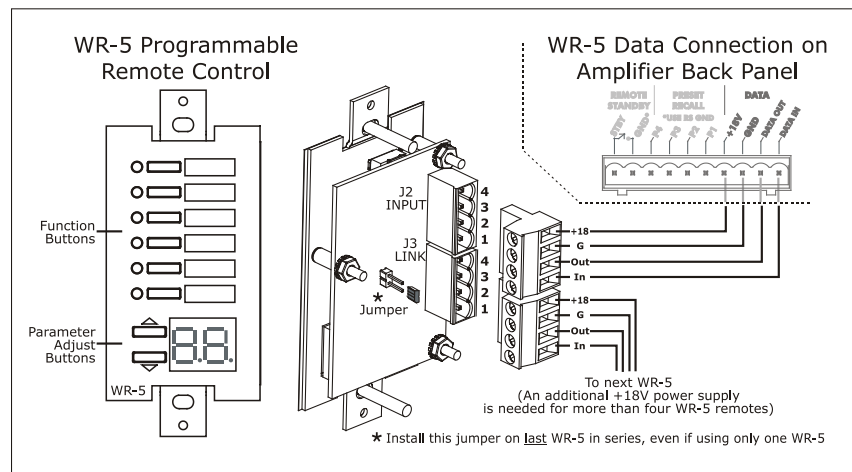 WR-5 Programmable
Remote Control
Function
Buttons
Parameter
Adjust
Buttons
WR-5
88.
J2
INPUT
4
3
2
1
J3
LINK
4
3
2
1
*
Jumper
WR-5 Data Connection on
Amplifier Back Panel
REMOTE
STANDBY
PRESET
RECALL
*USE RS GND
DATA
STBY
GND*
P4
P3
P2
P1
+18V
GND
DATA OUT
DATA IN
+18
G
Out
In
+18
G
Out
In
To next WR-5
(An additional +18V power supply
is needed for more than four WR-5 remotes)
* Install this jumper on last WR-5 in series, even if using only one WR-5